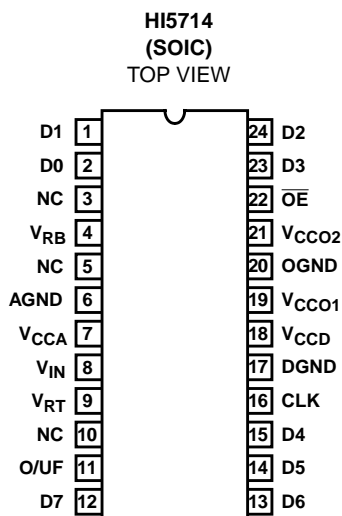 HI5714
(SOIC)
TOP VIEW
D1 1 24 D2
D0 2 23 D3
NC 3 22 O̅E̅
VRB 4 21 VCCO2
NC 5 20 OGND
AGND 6 19 VCCO1
VCCA 7 18 VCCD
VIN 8 17 DGND
VRT 9 16 CLK
NC 10 15 D4
O/UF 11 14 D5
D7 12 13 D6